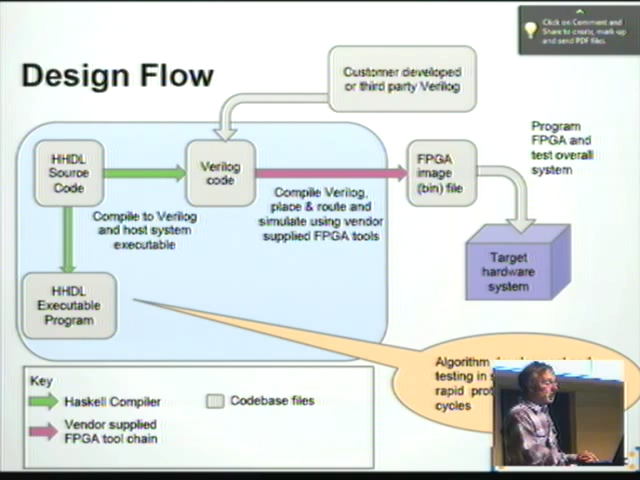 Click on Comment and
Share to create, mark-up
and send PDF files.
Design Flow
Customer developed
or third party Verilog
HHDL
Source
Code
Verilog
code
FPGA
image
(bin) file
Program
FPGA and
test overall
system
Compile to Verilog
and host system
executable
Compile Verilog,
place & route and
simulate using vendor
supplied FPGA tools
Target
hardware
system
HHDL
Executable
Program
Algorithm
testing in
rapid
cycles
Key
Haskell Compiler
Codebase files
Vendor supplied
FPGA tool chain